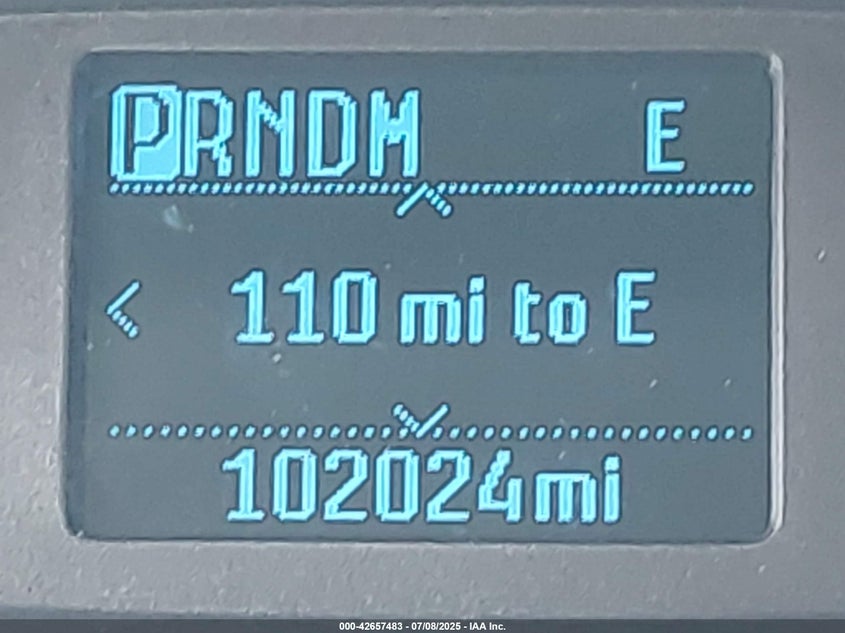 PRNDM E
< 110 mi to E
102024mi
000-42657483 - 07/08/2025 - IAA Inc.